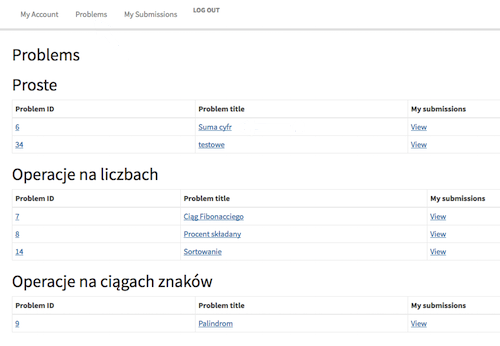 My Account Problems My Submissions LOG OUT
Problems
Proste
Problem ID Problem title My submissions
6 Suma cyfr View
34 testowe View
Operacje na liczbach
Problem ID Problem title My submissions
7 Ciąg Fibonacciego View
8 Procent składany View
14 Sortowanie View
Operacje na ciągach znaków
Problem ID Problem title My submissions
9 Palindrom View